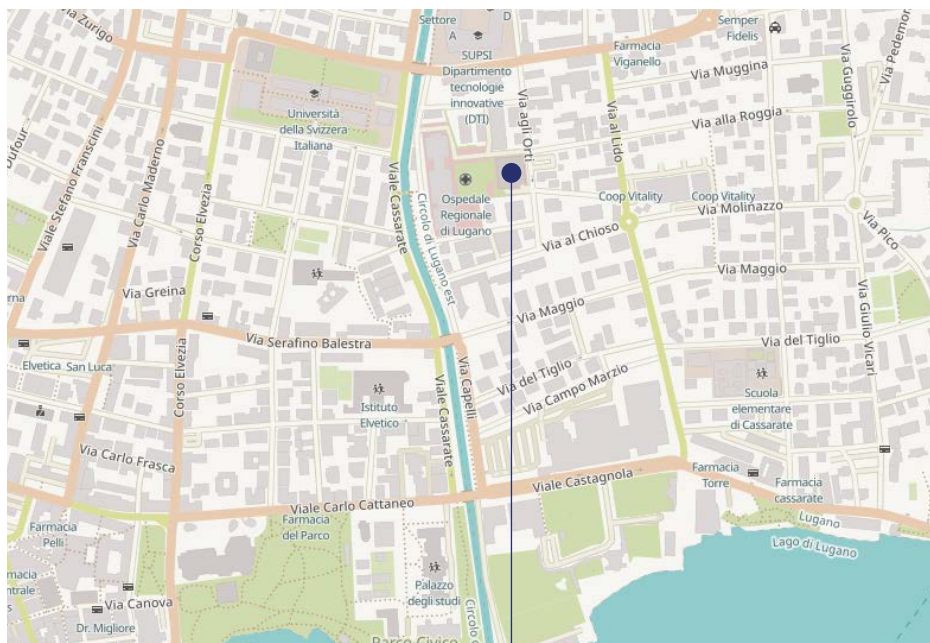 Via Zurigo
Settore
A
D
SUPSI
Dipartimento
tecnologie
innovative
(DTI)
Semper
Fidelis
Farmacia
Viganello
Via Muggina
Via Guggirolo
Via Pedemon
Via agli Orti
Via al Lido
Via alla Roggia
Università
della Svizzera
Italiana
Dufour
Viale Stefano Franscini
Via Carlo Maderno
Corso Elvezia
Viale Cassarate
Circolo di Lugano est
Ospedale
Regionale
di Lugano
Coop Vitality
Coop Vitality
Via Molinazzo
Via al Chioso
Via Pico
Via Maggio
Via Maggio
Via Greina
Via Serafino Balestra
Via Giulio Vicari
Via del Tiglio
Via del Tiglio
Via Campo Marzio
Via Capelli
Viale Cassarate
Corso Elvezia
Elvetica
San Luca
Istituto
Elvetico
Scuola
elementare
di Cassarate
Via Carlo Frasca
Viale Carlo Cattaneo
Viale Castagnola
Farmacia
Torre
Farmacia
cassarate
Farmacia
del Parco
Farmacia
Pelli
Lugano
Lago di Lugano
macia
ntrale
Via Canova
Dr. Migliore
Palazzo
degli studi
Parco Civico
Circolo